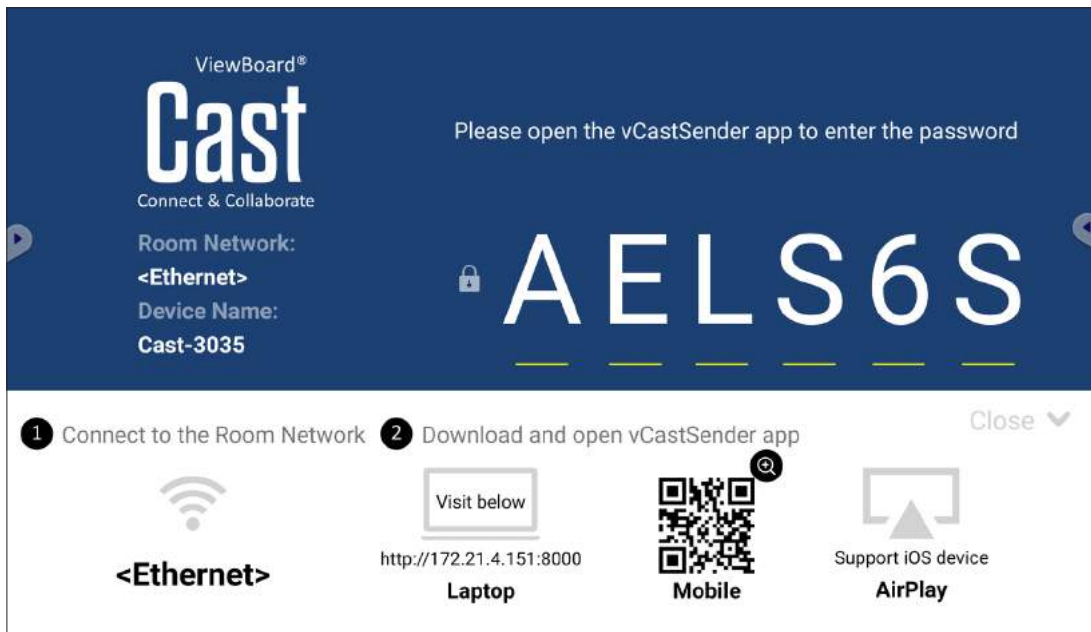 ViewBoard®
Cast
Connect & Collaborate
Room Network:
<Ethernet>
Device Name:
Cast-3035
Please open the vCastSender app to enter the password
AELS6S
Close
1 Connect to the Room Network
<Ethernet>
2 Download and open vCastSender app
Visit below
http://172.21.4.151:8000
Laptop
Mobile
Support iOS device
AirPlay